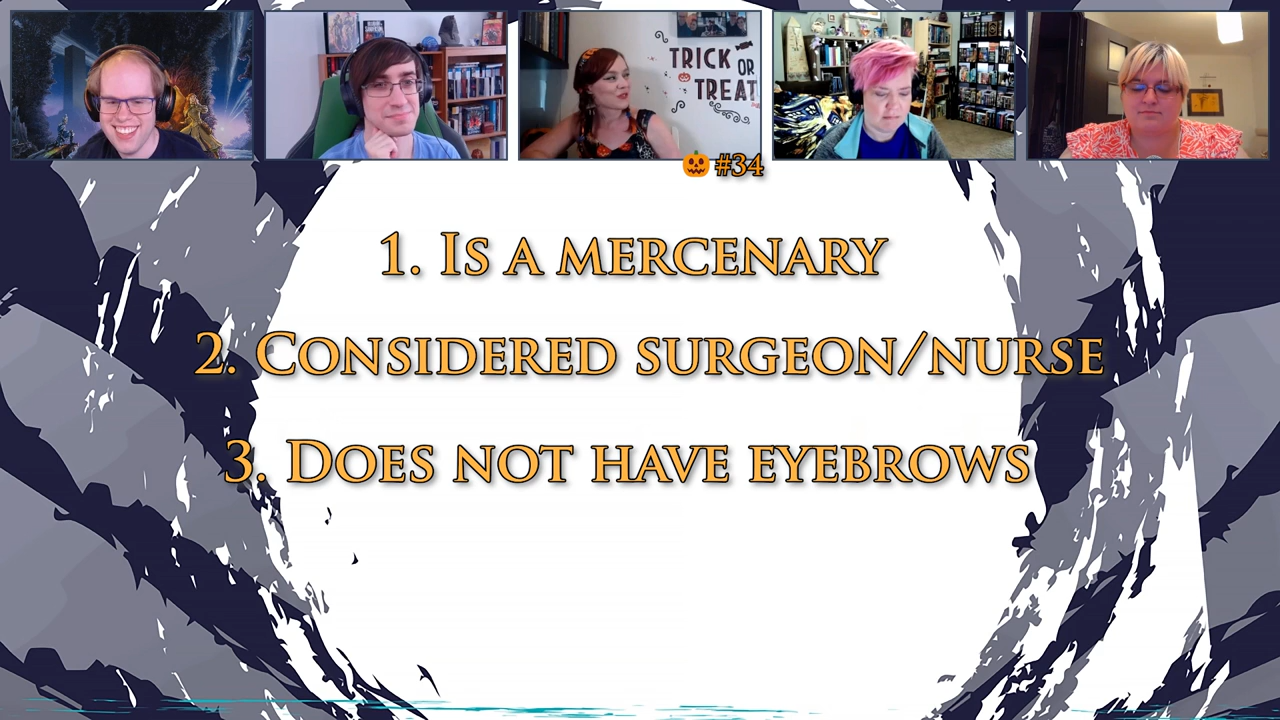 TRICK
OR
TREAT
#34
1. Is a mercenary
2. Considered surgeon/nurse
3. Does not have eyebrows